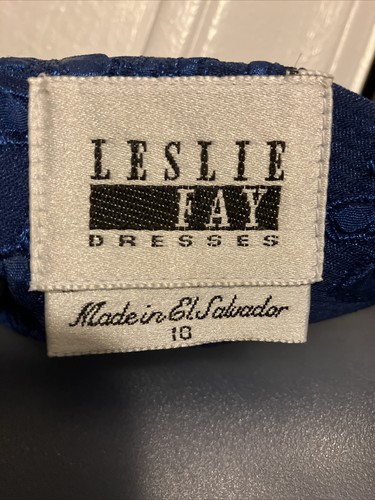 LESLIE
FAY
DRESSES
Made in El Salvador
10